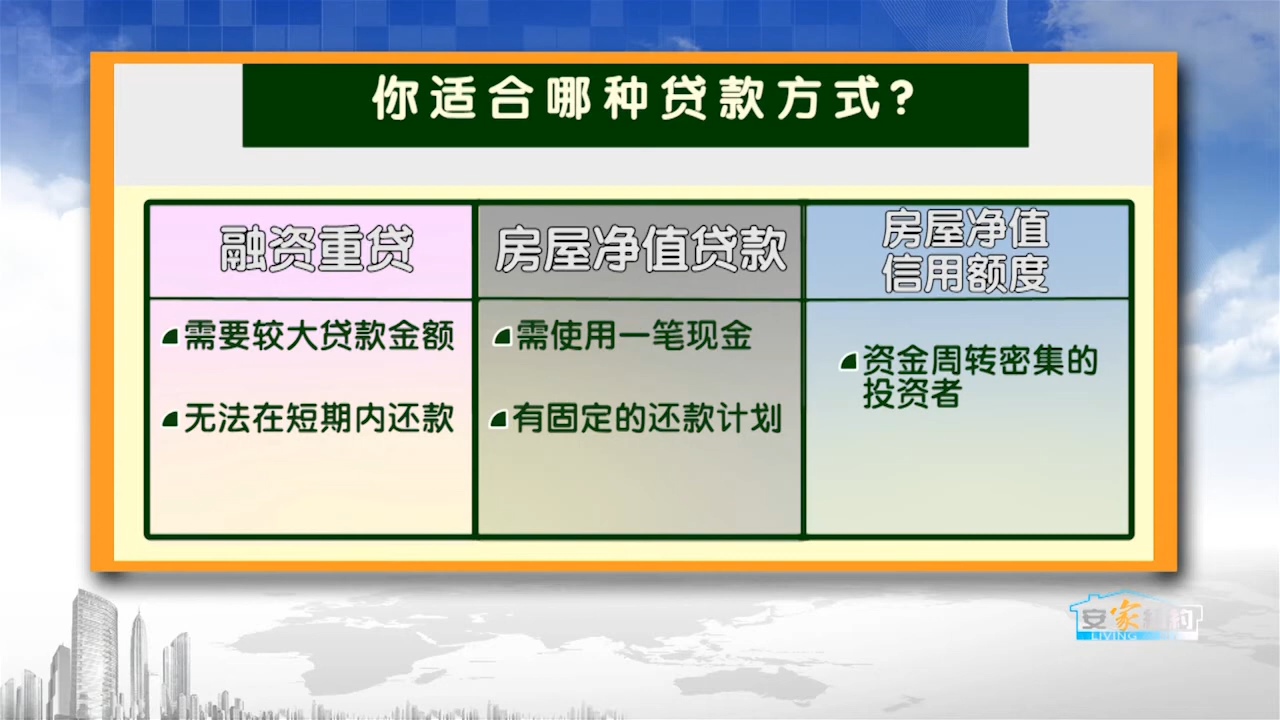 你适合哪种贷款方式?
融资重贷
房屋净值贷款
房屋净值
信用额度
需要较大贷款金额
无法在短期内还款
需使用一笔现金
有固定的还款计划
资金周转密集的
投资者
安家纽约
LIVING